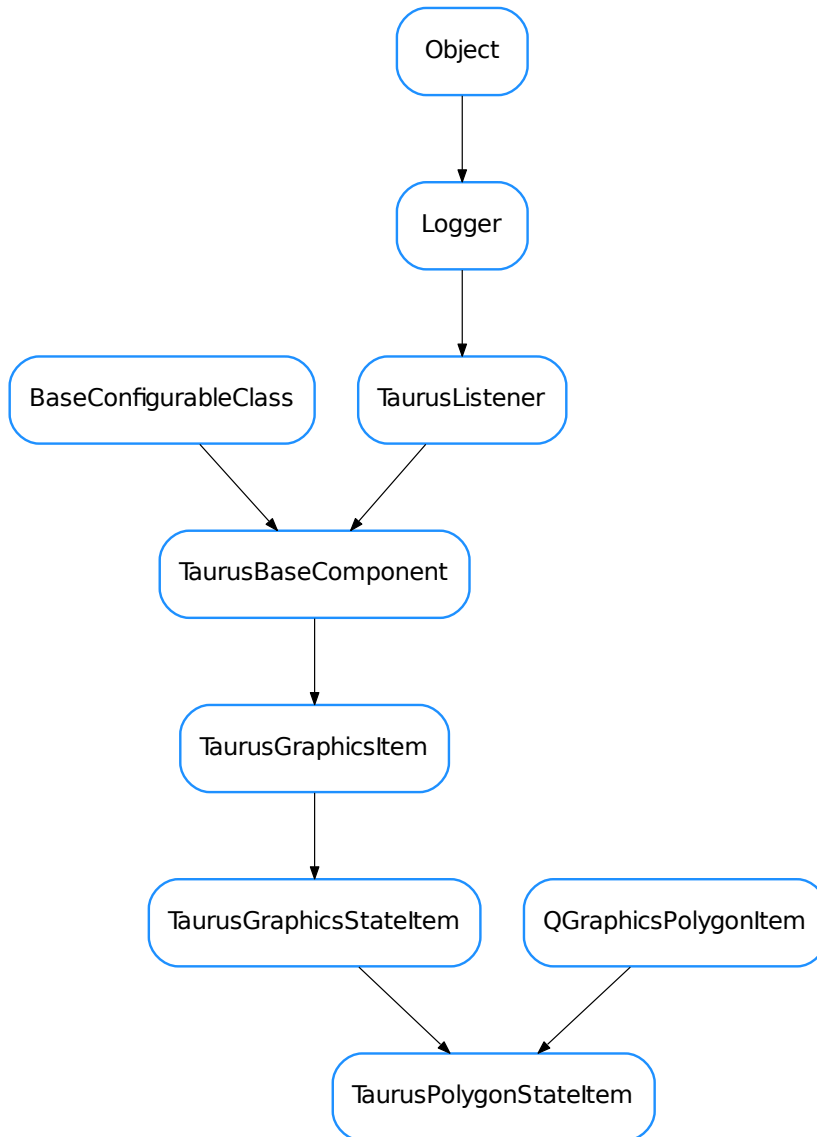 Object
Logger
BaseConfigurableClass
TaurusListener
TaurusBaseComponent
TaurusGraphicsItem
TaurusGraphicsStateItem
QGraphicsPolygonItem
TaurusPolygonStateItem